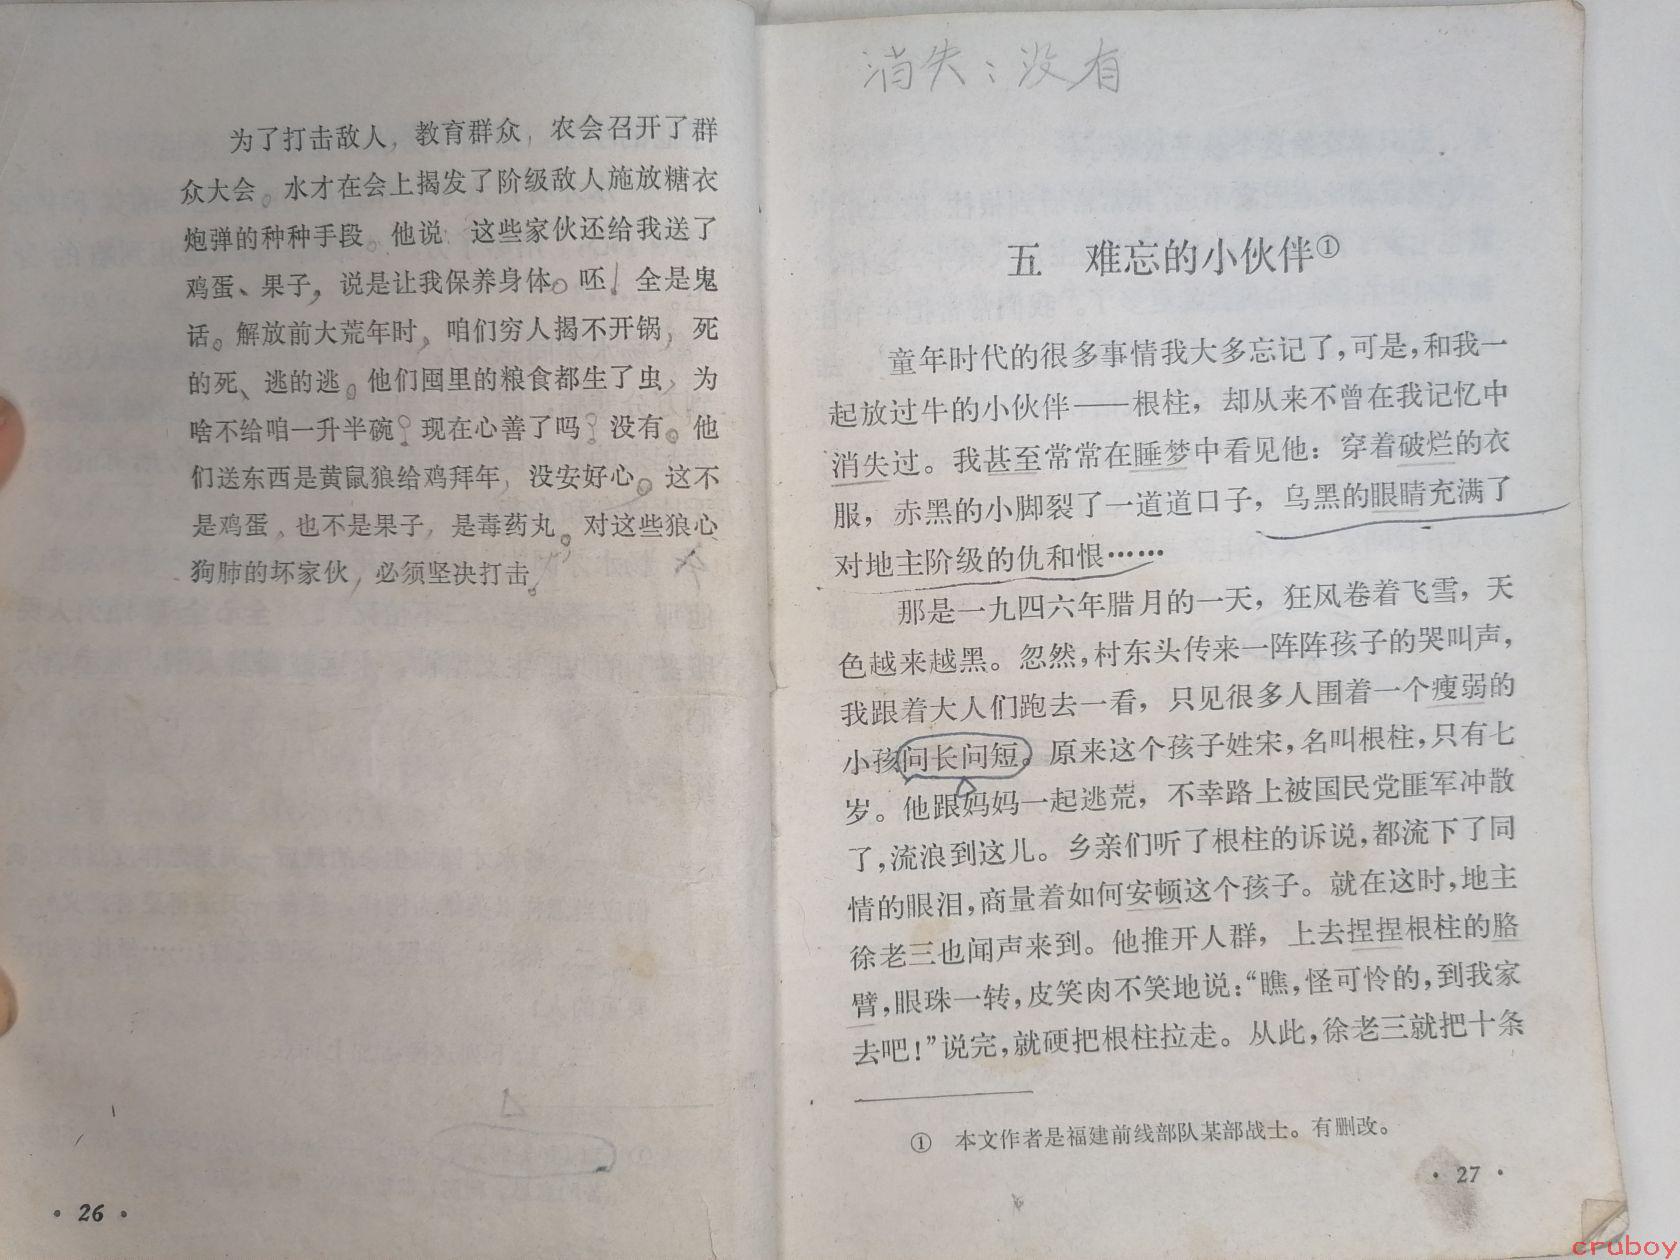 为了打击敌人，教育群众，农会召开了群
众大会。水才在会上揭发了阶级敌人施放糖衣
炮弹的种种手段。他说 这些家伙还给我送了
鸡蛋、果子，说是让我保养身体。呸！全是鬼
话。解放前大荒年时，咱们穷人揭不开锅，死
的死、逃的逃。他们囤里的粮食都生了虫，为
啥不给咱一升半碗？现在心善了吗？没有。他
们送东西是黄鼠狼给鸡拜年，没安好心。这不
是鸡蛋、也不是果子，是毒药丸。对这些狼心
狗肺的坏家伙，必须坚决打击。
· 26 ·
消失：没有
五 难忘的小伙伴①
童年时代的很多事情我大多忘记了，可是，和我一
起放过牛的小伙伴——根柱，却从来不曾在我记忆中
消失过。我甚至常常在睡梦中看见他：穿着破烂的衣
服，赤黑的小脚裂了一道道口子，乌黑的眼睛充满了
对地主阶级的仇和恨……
那是一九四六年腊月的一天，狂风卷着飞雪，天
色越来越黑。忽然，村东头传来一阵阵孩子的哭叫声，
我跟着大人们跑去一看，只见很多人围着一个瘦弱的
小孩问长问短。原来这个孩子姓宋，名叫根柱，只有七
岁。他跟妈妈一起逃荒，不幸路上被国民党匪军冲散
了，流浪到这儿。乡亲们听了根柱的诉说，都流下了同
情的眼泪，商量着如何安顿这个孩子。就在这时，地主
徐老三也闻声来到。他推开人群，上去捏捏根柱的胳
臂，眼珠一转，皮笑肉不笑地说：“瞧，怪可怜的，到我家
去吧！”说完，就硬把根柱拉走。从此，徐老三就把十条
① 本文作者是福建前线部队某部战士。有删改。
· 27 ·
cruboy